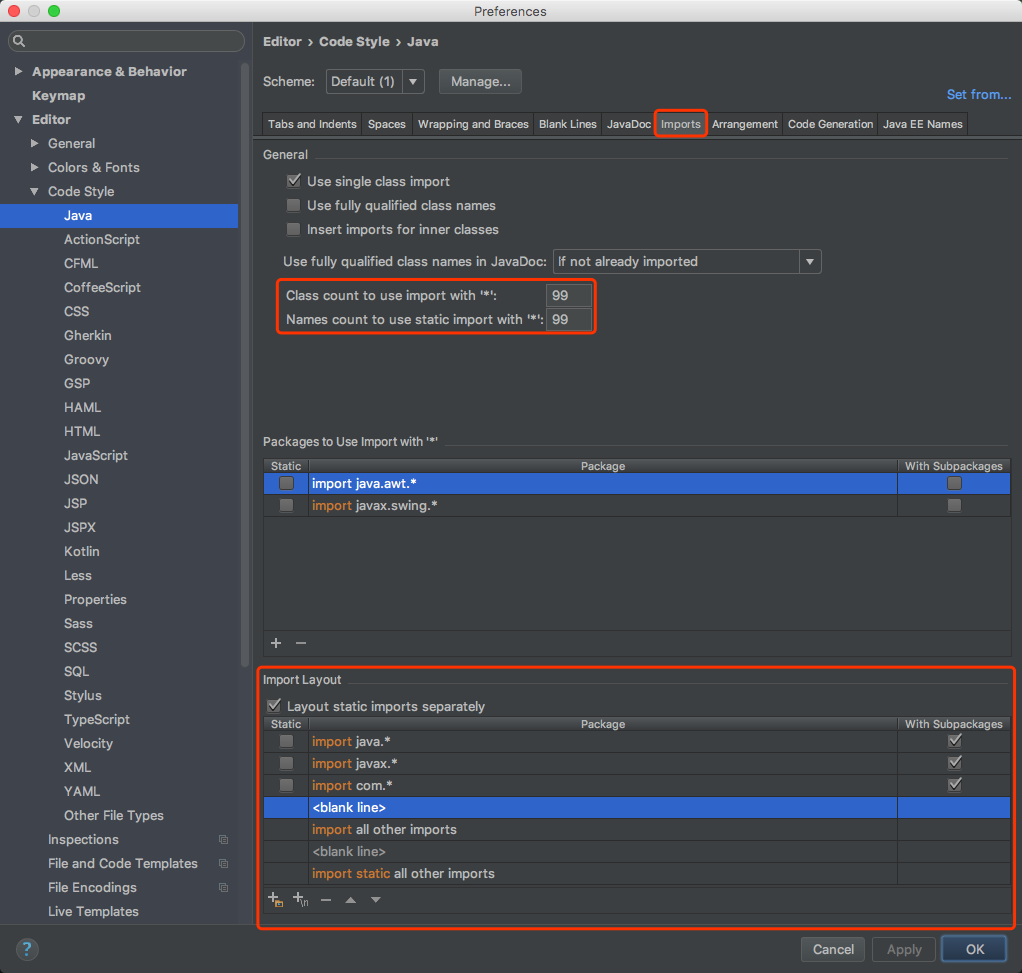 Preferences
Editor › Code Style › Java
Scheme: Default (1) Manage...
Set from...
Tabs and Indents Spaces Wrapping and Braces Blank Lines JavaDoc Imports Arrangement Code Generation Java EE Names
Appearance & Behavior
Keymap
Editor
General
Colors & Fonts
Code Style
Java
ActionScript
CFML
CoffeeScript
CSS
Gherkin
Groovy
GSP
HAML
HTML
JavaScript
JSON
JSP
JSPX
Kotlin
Less
Properties
Sass
SCSS
SQL
Stylus
TypeScript
Velocity
XML
YAML
Other File Types
Inspections
File and Code Templates
File Encodings
Live Templates
General
Use single class import
Use fully qualified class names
Insert imports for inner classes
Use fully qualified class names in JavaDoc: If not already imported
Class count to use import with '*': 99
Names count to use static import with '*': 99
Packages to Use Import with '*'
Static Package With Subpackages
import java.awt.*
import javax.swing.*
Import Layout
Layout static imports separately
Static Package With Subpackages
import java.*
import javax.*
import com.*
<blank line>
import all other imports
<blank line>
import static all other imports
\n
? Cancel Apply OK